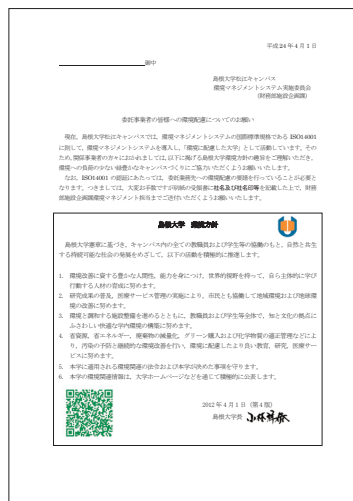 平成24年4月1日
御中
島根大学松江キャンパス
環境マネジメントシステム実施委員会
(財務部施設企画課)
委託事業者の皆様への環境配慮についてのお願い
現在、島根大学松江キャンパスでは、環境マネジメントシステムの国際標準規格である ISO14001
に則して、環境マネジメントシステムを導入し、「環境に配慮した大学」として活動しています。その
ため、関係事業者の方々におかれましては、以下に掲げる島根大学環境方針の趣旨をご理解いただき、
環境への負荷の少ない緑豊かなキャンパスづくりにご協力いただくようお願いいたします。
なお、ISO14001 の認証にあたっては、委託業務先への環境配慮の要請を行っていることが必要と
なります。つきましては、大変お手数ですが別紙の受領書に社名及び社名印等を記載した上で、財務
部施設企画課環境マネジメント担当までご送付いただくようお願いいたします。
島根大学 環境方針
島根大学憲章に基づき、キャンパス内の全ての教職員および学生等の協働のもと、自然と共生
する持続可能な社会の発展をめざして、以下の活動を積極的に推進します。
1. 環境改善に資する豊かな人間性、能力を身につけ、世界的視野を持って、自ら主体的に学び
行動する人材の育成に努めます。
2. 研究成果の普及、医療サービス管理の実施により、市民とも協働して地域環境および地球環
境の改善に努めます。
3. 環境と調和する施設整備を進めるとともに、教職員および学生等全体で、知と文化の拠点に
ふさわしい快適な学内環境の構築に努めます。
4. 省資源、省エネルギー、廃棄物の減量化、グリーン購入および化学物質の適正管理などによ
り、汚染の予防と継続的な環境改善を行い、環境に配慮したより良い教育、研究、医療サー
ビスに努めます。
5. 本学に適用される環境関連の法令および本学が決めた事項を守ります。
6. 本学の環境関連情報は、大学ホームページなどを通じて積極的に公表します。
2012 年 4 月 1 日（第 4 版）
島根大学長 小林祥泰